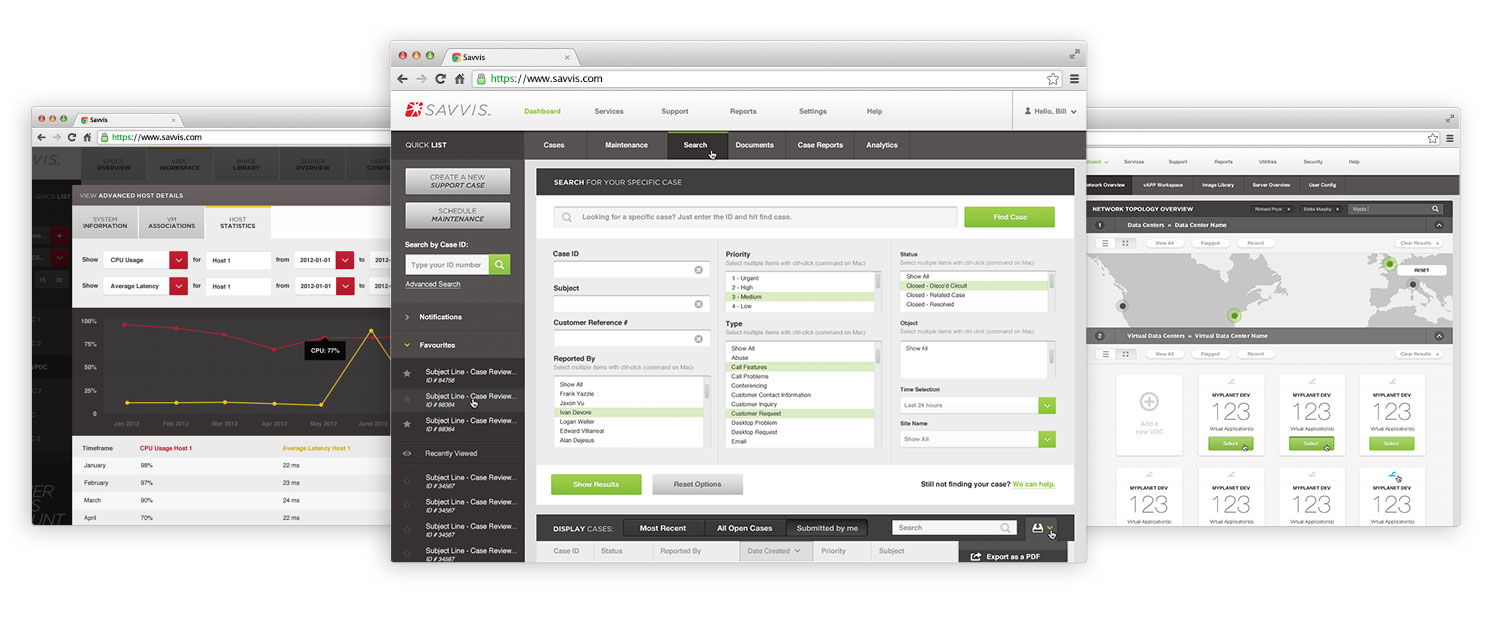 Savvis
https://www.savvis.com
VIS.
VPDCS
OVERVIEW
VPDC
WORKSPACE
IMAGE
LIBRARY
SERVER
OVERVIEW
USER
CONFIG
QUICK LIST
VIEW ADVANCED HOST DETAILS
SYSTEM
INFORMATION
VM
ASSOCIATIONS
HOST
STATISTICS
Show CPU Usage for Host 1 from 2012-01-01 to 2012-
Show Average Latency for Host 1 from 2012-01-01 to 2012-
15 20
100%
75%
50%
25%
0
CPU: 77%
Jan 2012 Feb 2012 Mar 2012 Apr 2012 May 2012 June 2012
Timeframe CPU Usage Host 1 Average Latency Host 1
January 98% 22 ms
February 97% 23 ms
March 90% 24 ms
April 70% 22 ms
Savvis
https://www.savvis.com
SAVVIS.
Dashboard Services Support Reports Settings Help
Hello, Bill
QUICK LIST
Cases Maintenance Search Documents Case Reports Analytics
CREATE A NEW
SUPPORT CASE
SCHEDULE
MAINTENANCE
Search by Case ID:
Type your ID number
Advanced Search
Notifications
Favourites
Subject Line - Case Review...
ID # 84756
Subject Line - Case Review...
ID # 98364
Subject Line - Case Review...
ID # 98364
Recently Viewed
Subject Line - Case Review...
ID # 34567
Subject Line - Case Review...
ID # 34567
Subject Line - Case Review...
ID # 34567
Subject Line - Case Review...
ID # 34567
SEARCH FOR YOUR SPECIFIC CASE
Looking for a specific case? Just enter the ID and hit find case.
Find Case
Case ID
Subject
Customer Reference #
Reported By
Select multiple items with ctrl-click (command on Mac)
Show All
Frank Yazzie
Jaxon Vu
Ivan Devore
Logan Weller
Edward Villarreal
Alan Dejesus
Priority
Select multiple items with ctrl-click (command on Mac)
1 - Urgent
2 - High
3 - Medium
4 - Low
Type
Select multiple items with ctrl-click (command on Mac)
Show All
Abuse
Call Features
Call Problems
Conferencing
Customer Contact Information
Customer Inquiry
Customer Request
Desktop Problem
Desktop Request
Email
Status
Select multiple items with ctrl-click (command on Mac)
Show All
Closed - Disco'd Circuit
Closed - Related Case
Closed - Resolved
Object
Select multiple items with ctrl-click (command on Mac)
Show All
Time Selection
Last 24 hours
Site Name
Show All
Show Results
Reset Options
Still not finding your case? We can help.
DISPLAY CASES: Most Recent All Open Cases Submitted by me
Search
Case ID Status Reported By Date Created Priority Subject
Export as a PDF
Services Support Reports Utilities Security Help
Network Overview vAPP Workspace Image Library Server Overview User Config
NETWORK TOPOLOGY OVERVIEW
Richard Pryor x Eddie Murphy x Mypla
1 Data Centers » Data Center Name
View All Flagged Recent Clear Results x
RESET
2 Virtual Data Centers » Virtual Data Center Name
View All Flagged Recent Clear Results x
Add a
new VDC
MYPLANET DEV
123
Virtual Application(s)
Select
MYPLANET DEV
123
Virtual Application(s)
Select
MYPLANET DEV
123
Virtual Application(s)
Select
MYPLANET DEV
123
Virtual Application(s)
MYPLANET DEV
123
Virtual Application(s)
MYPLANET DEV
123
Virtual Application(s)
MYPLANET DEV
123
Virtual Application(s)